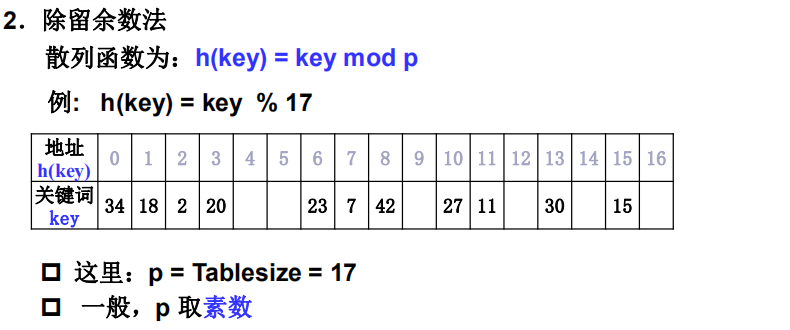 2．除留余数法
散列函数为：h(key) = key mod p
例: h(key) = key % 17
地址 h(key) 0 1 2 3 4 5 6 7 8 9 10 11 12 13 14 15 16
关键词 key 34 18 2 20 23 7 42 27 11 30 15
这里：p = Tablesize = 17
一般，p 取素数